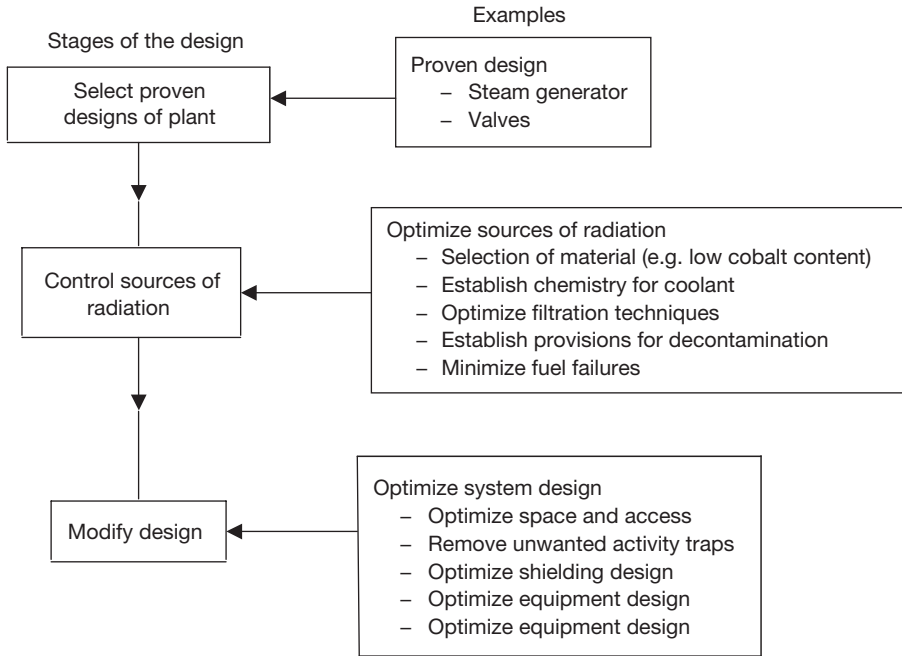 Examples
Stages of the design
Select proven
designs of plant
Proven design
– Steam generator
– Valves
Control sources of
radiation
Optimize sources of radiation
– Selection of material (e.g. low cobalt content)
– Establish chemistry for coolant
– Optimize filtration techniques
– Establish provisions for decontamination
– Minimize fuel failures
Modify design
Optimize system design
– Optimize space and access
– Remove unwanted activity traps
– Optimize shielding design
– Optimize equipment design
– Optimize equipment design